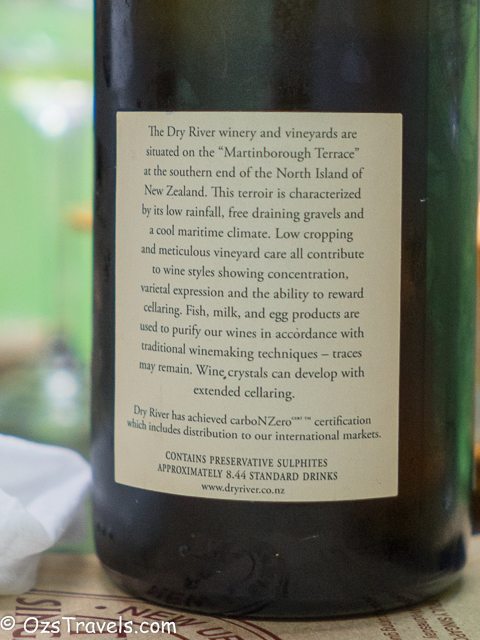 The Dry River winery and vineyards are
situated on the “Martinborough Terrace”
at the southern end of the North Island of
New Zealand. This terroir is characterized
by its low rainfall, free draining gravels and
a cool maritime climate. Low cropping
and meticulous vineyard care all contribute
to wine styles showing concentration,
varietal expression and the ability to reward
cellaring. Fish, milk, and egg products are
used to purify our wines in accordance with
traditional winemaking techniques – traces
may remain. Wine crystals can develop with
extended cellaring.
Dry River has achieved carboNZero certification
which includes distribution to our international markets.
CONTAINS PRESERVATIVE SULPHITES
APPROXIMATELY 8.44 STANDARD DRINKS
www.dryriver.co.nz
NEW
© OzsTravels.com